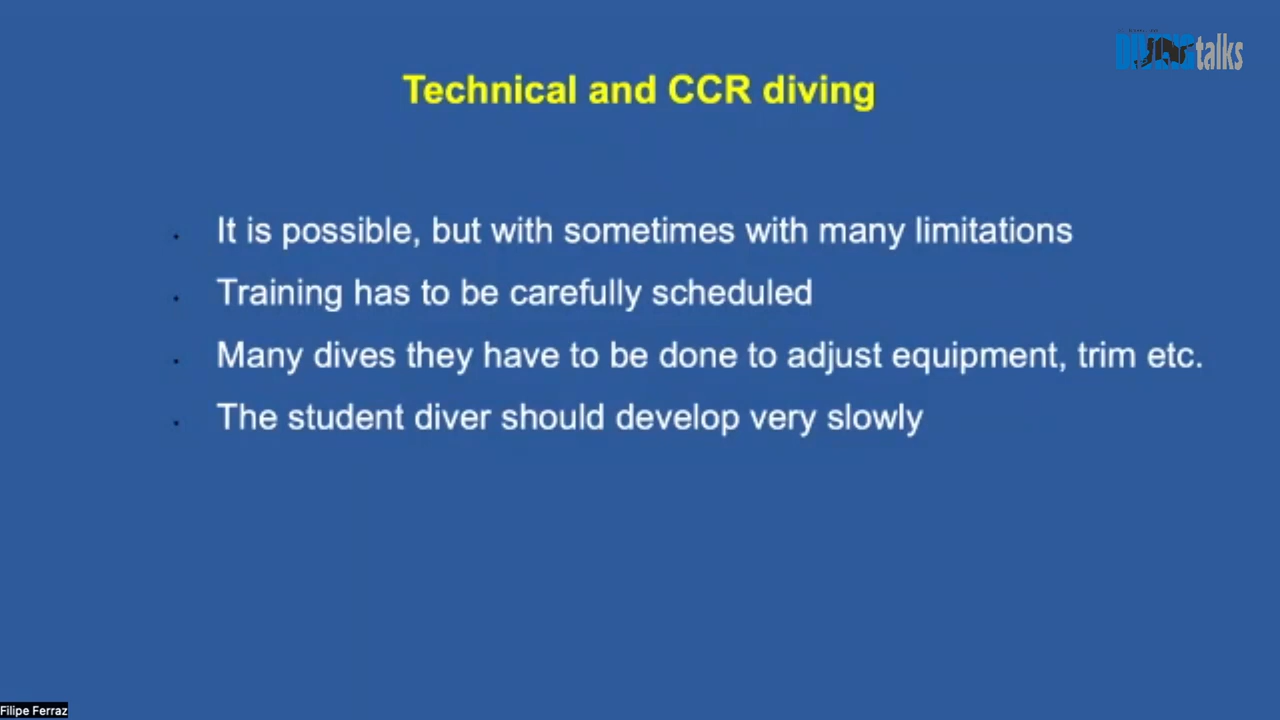 DIVINGtalks
Technical and CCR diving
It is possible, but with sometimes with many limitations
Training has to be carefully scheduled
Many dives they have to be done to adjust equipment, trim etc.
The student diver should develop very slowly
Filipe Ferraz